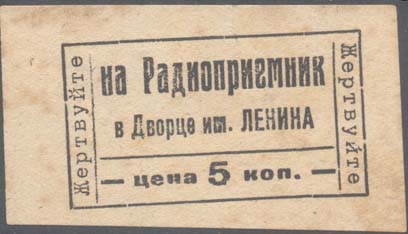 Жертвуйте
на Радиоприемник
в Дворце им. ЛЕНИНА
— цена 5 коп. —
Жертвуйте